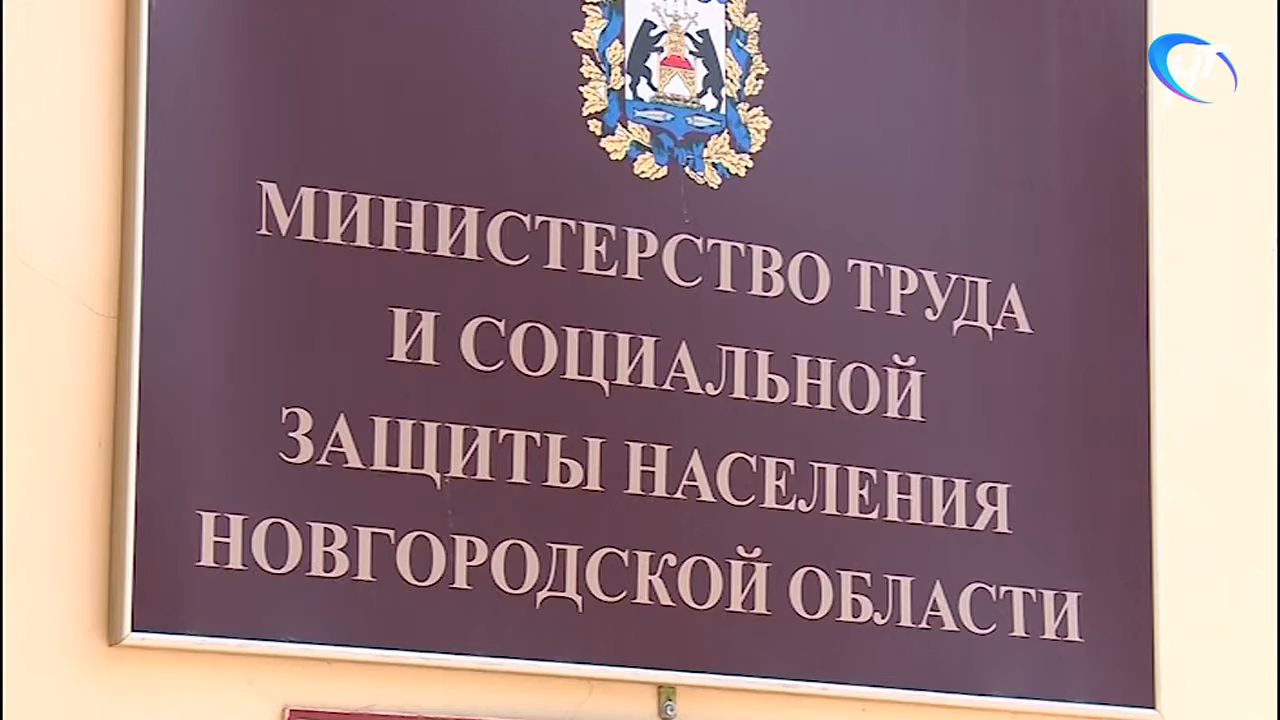 МИНИСТЕРСТВО ТРУДА
И СОЦИАЛЬНОЙ
ЗАЩИТЫ НАСЕЛЕНИЯ
НОВГОРОДСКОЙ ОБЛАСТИ